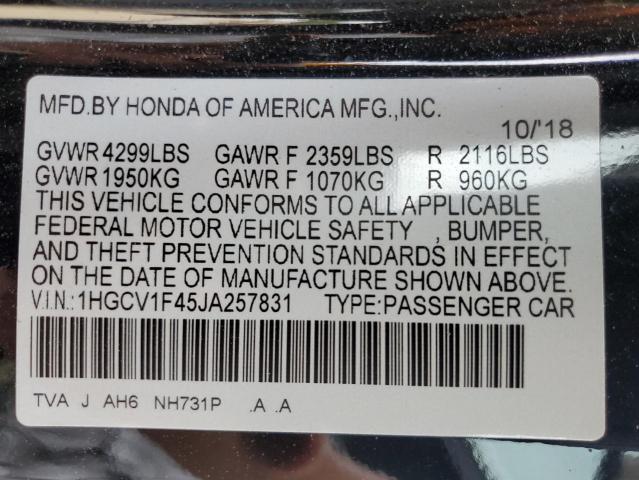 MFD.BY HONDA OF AMERICA MFG.,INC.
10/'18
GVWR 4299LBS GAWR F 2359LBS R 2116LBS
GVWR 1950KG GAWR F 1070KG R 960KG
THIS VEHICLE CONFORMS TO ALL APPLICABLE
FEDERAL MOTOR VEHICLE SAFETY , BUMPER,
AND THEFT PREVENTION STANDARDS IN EFFECT
ON THE DATE OF MANUFACTURE SHOWN ABOVE.
V.I.N.:1HGCV1F45JA257831 TYPE:PASSENGER CAR
TVA J AH6 NH731P .A .A